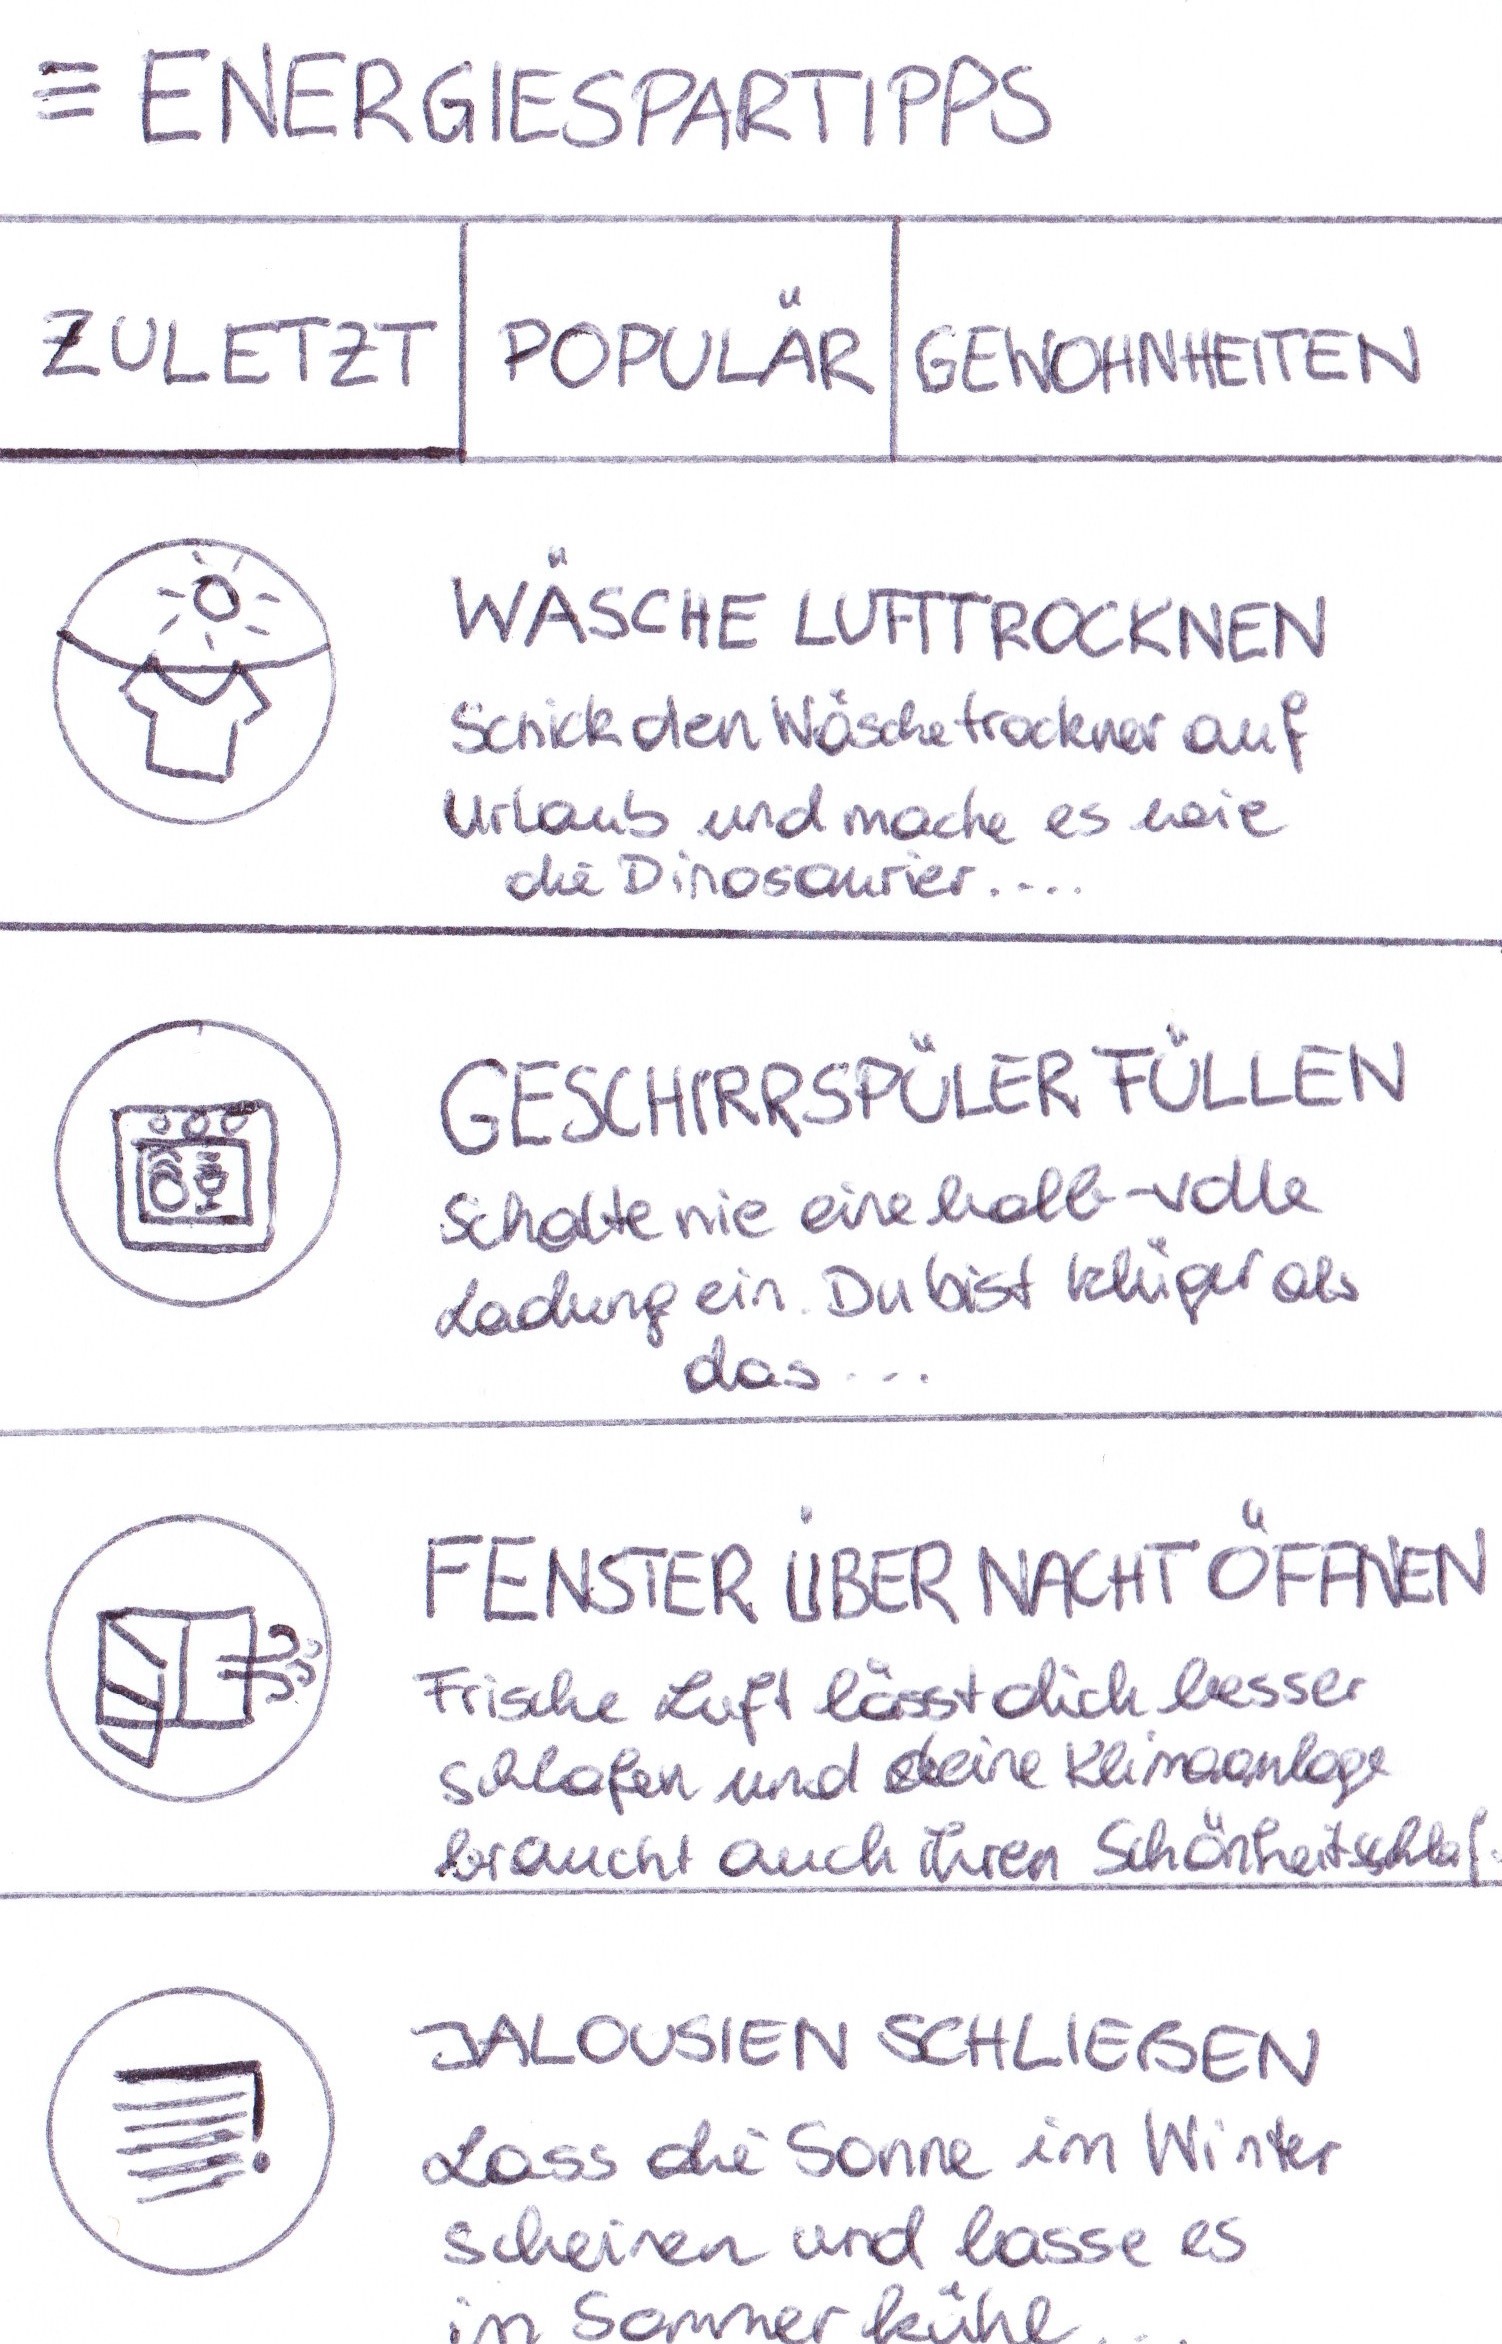 ENERGIESPARTIPPS
ZULETZT
POPULÄR
GEWOHNHEITEN
WÄSCHE LUFTTROCKNEN
Schick den Wäschetrockner auf
Urlaub und mache es wie
die Dinosaurier....
GESCHIRRSPÜLER FÜLLEN
Schalte nie eine halb-volle
Ladung ein. Du bist klüger als
das...
FENSTER ÜBER NACHT ÖFFNEN
Frische Luft lässt dich besser
schlafen und deine Klimaanlage
braucht auch ihren Schönheitschlaf.
JALOUSIEN SCHLIEßEN
Lass die Sonne im Winter
scheinen und lasse es
in Sommer kühl...